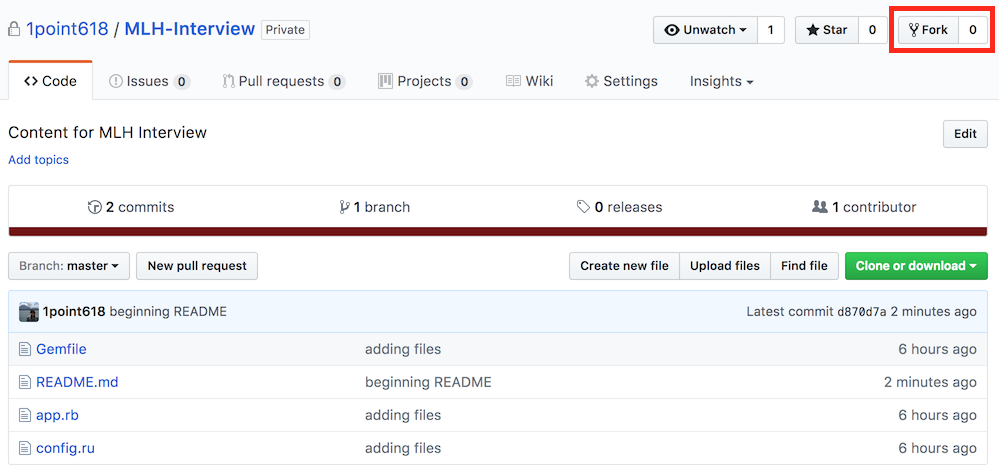 1point618 / MLH-Interview Private Unwatch 1 Star 0 Fork 0
Code Issues 0 Pull requests 0 Projects 0 Wiki Settings Insights
Content for MLH Interview Edit
Add topics
2 commits 1 branch 0 releases 1 contributor
Branch: master New pull request Create new file Upload files Find file Clone or download
1point618 beginning README Latest commit d870d7a 2 minutes ago
Gemfile adding files 6 hours ago
README.md beginning README 2 minutes ago
app.rb adding files 6 hours ago
config.ru adding files 6 hours ago